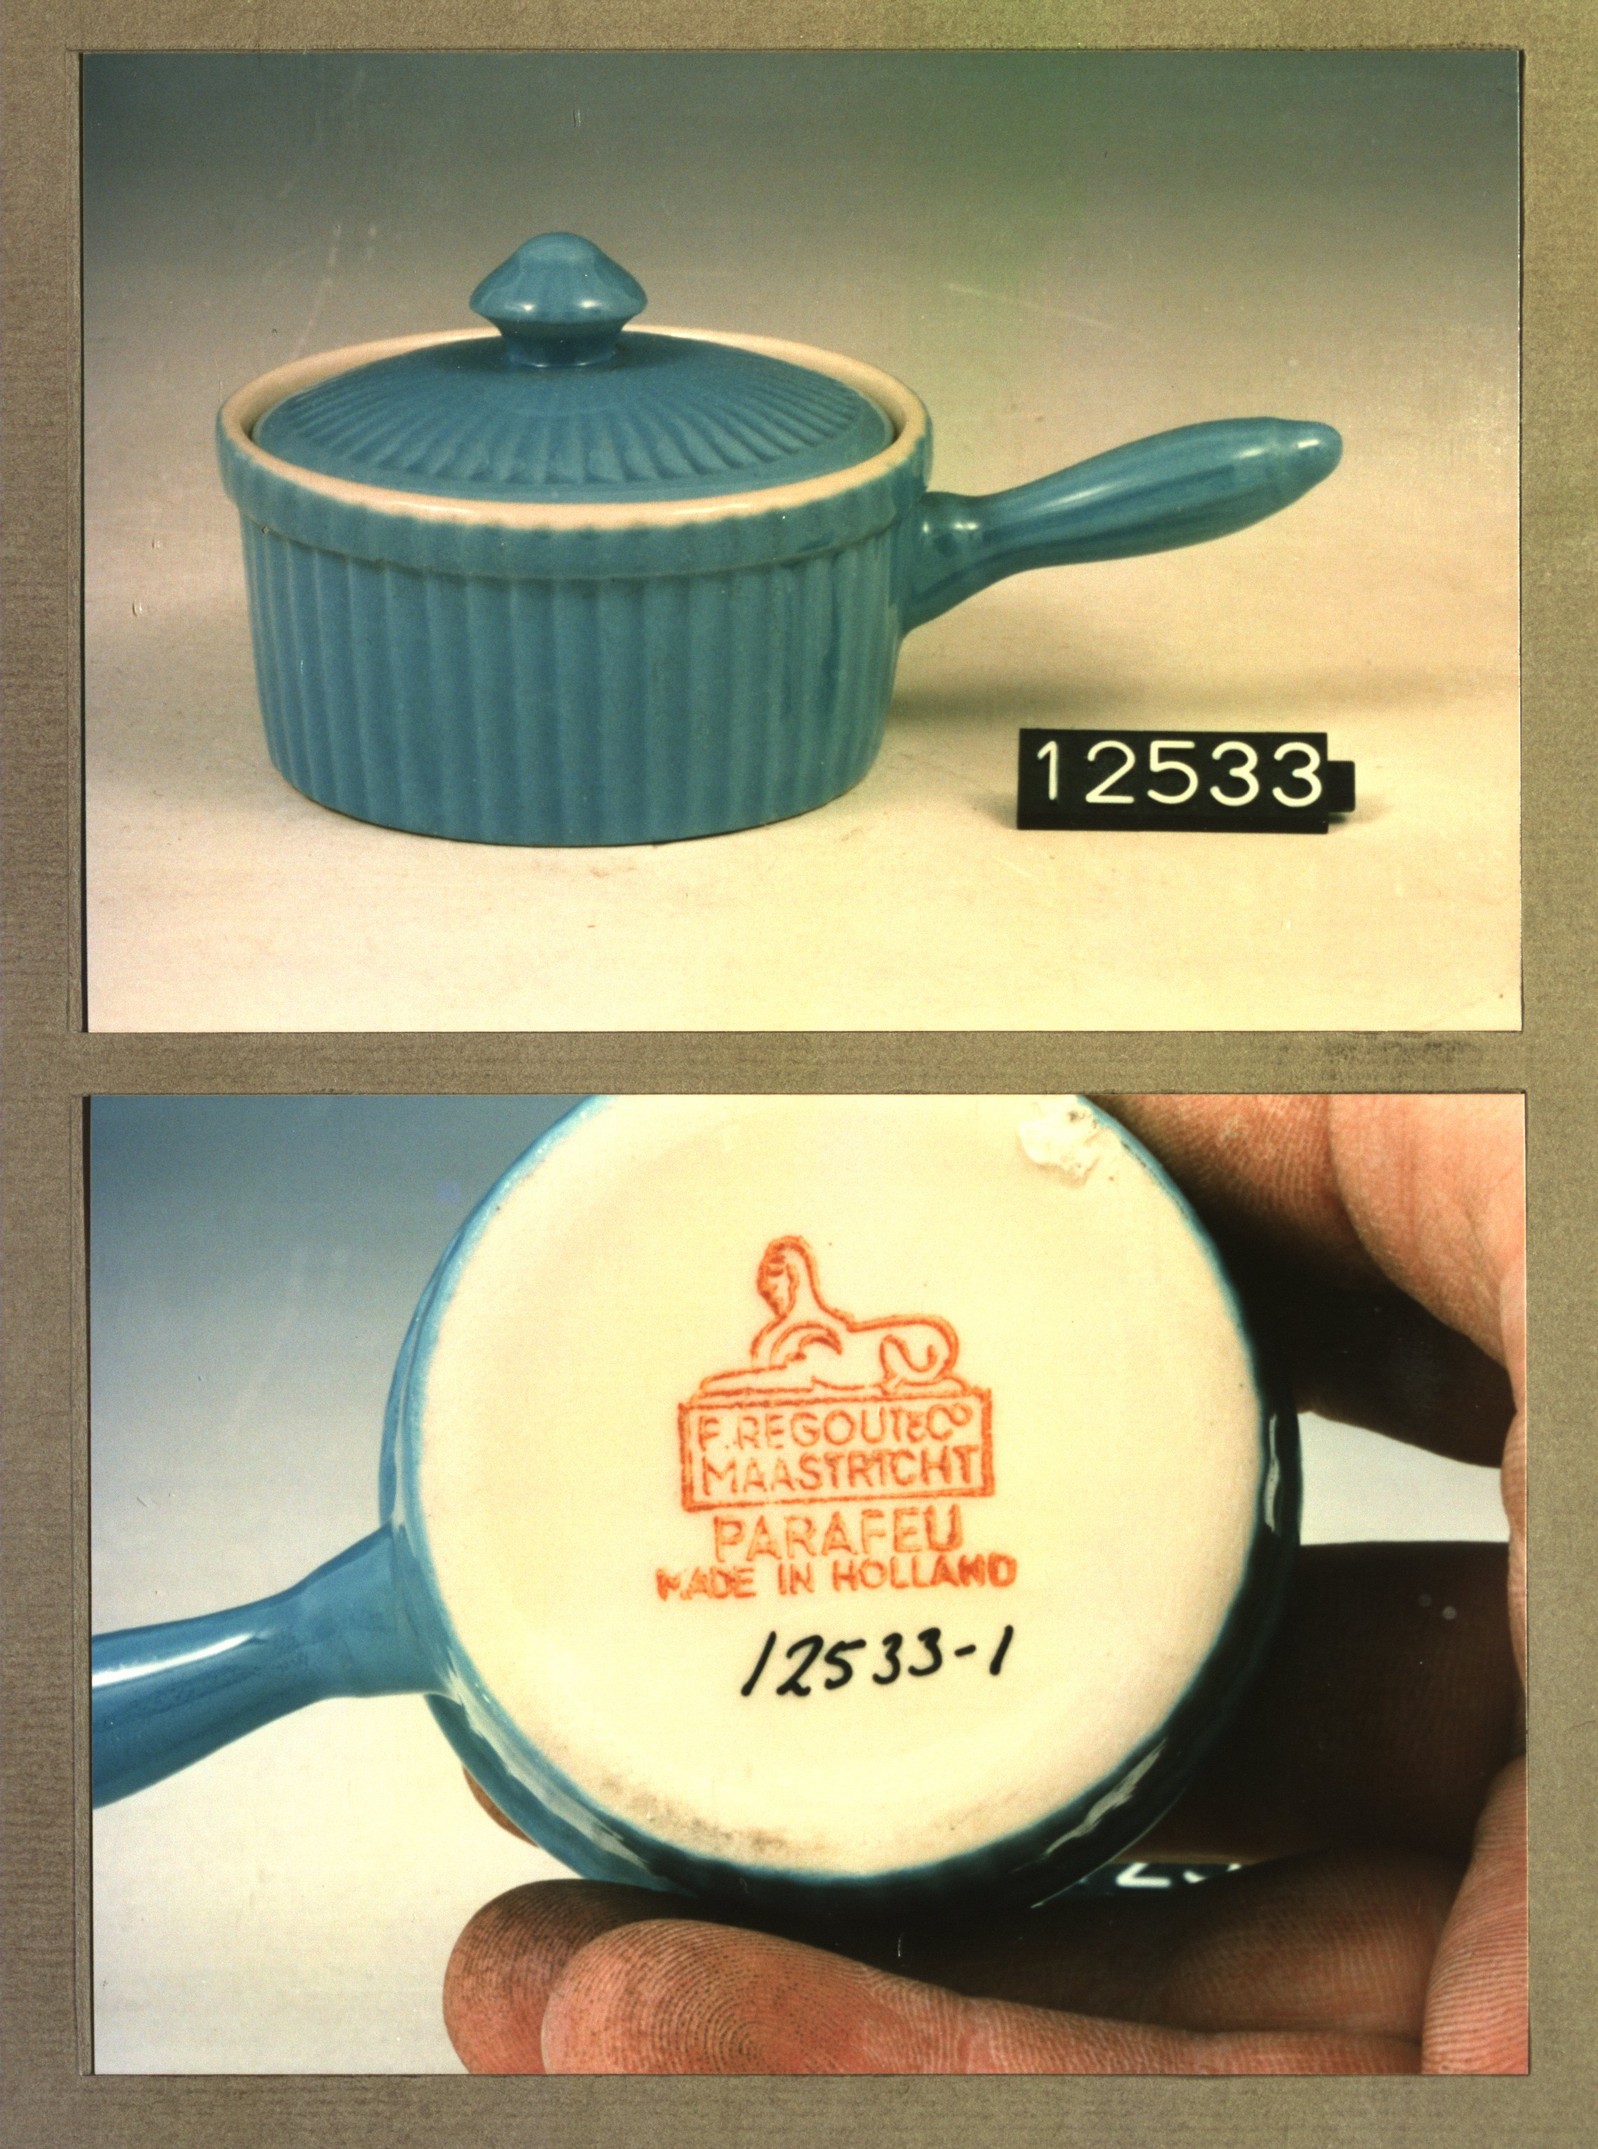 12533
F. REGOUT & Co
MAASTRICHT
PARAFEU
MADE IN HOLLAND
12533-1